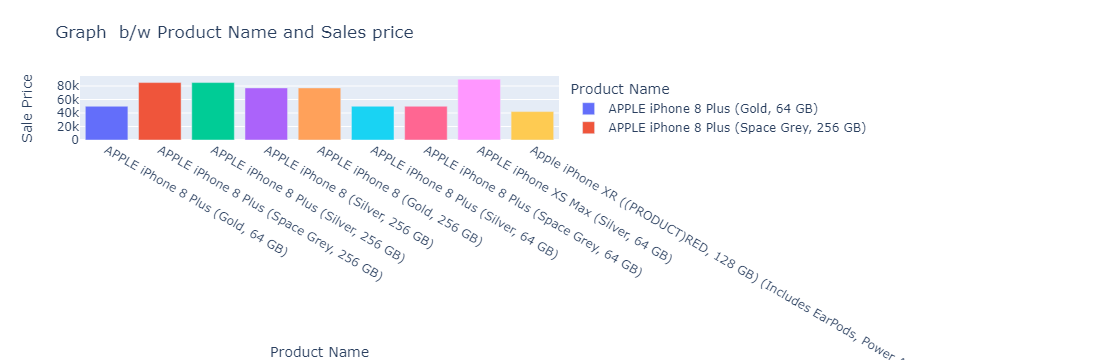 Graph  b/w Product Name and Sales price
Sale Price
80k
60k
40k
20k
0
Product Name
APPLE iPhone 8 Plus (Gold, 64 GB)
APPLE iPhone 8 Plus (Space Grey, 256 GB)
APPLE iPhone 8 Plus (Gold, 64 GB)
APPLE iPhone 8 Plus (Space Grey, 256 GB)
APPLE iPhone 8 Plus (Silver, 256 GB)
APPLE iPhone 8 (Silver, 256 GB)
APPLE iPhone 8 (Gold, 256 GB)
APPLE iPhone 8 Plus (Silver, 64 GB)
APPLE iPhone 8 Plus (Space Grey, 64 GB)
APPLE iPhone XS Max (Silver, 64 GB)
Apple iPhone XR ((PRODUCT)RED, 128 GB) (Includes EarPods, Power
Product Name